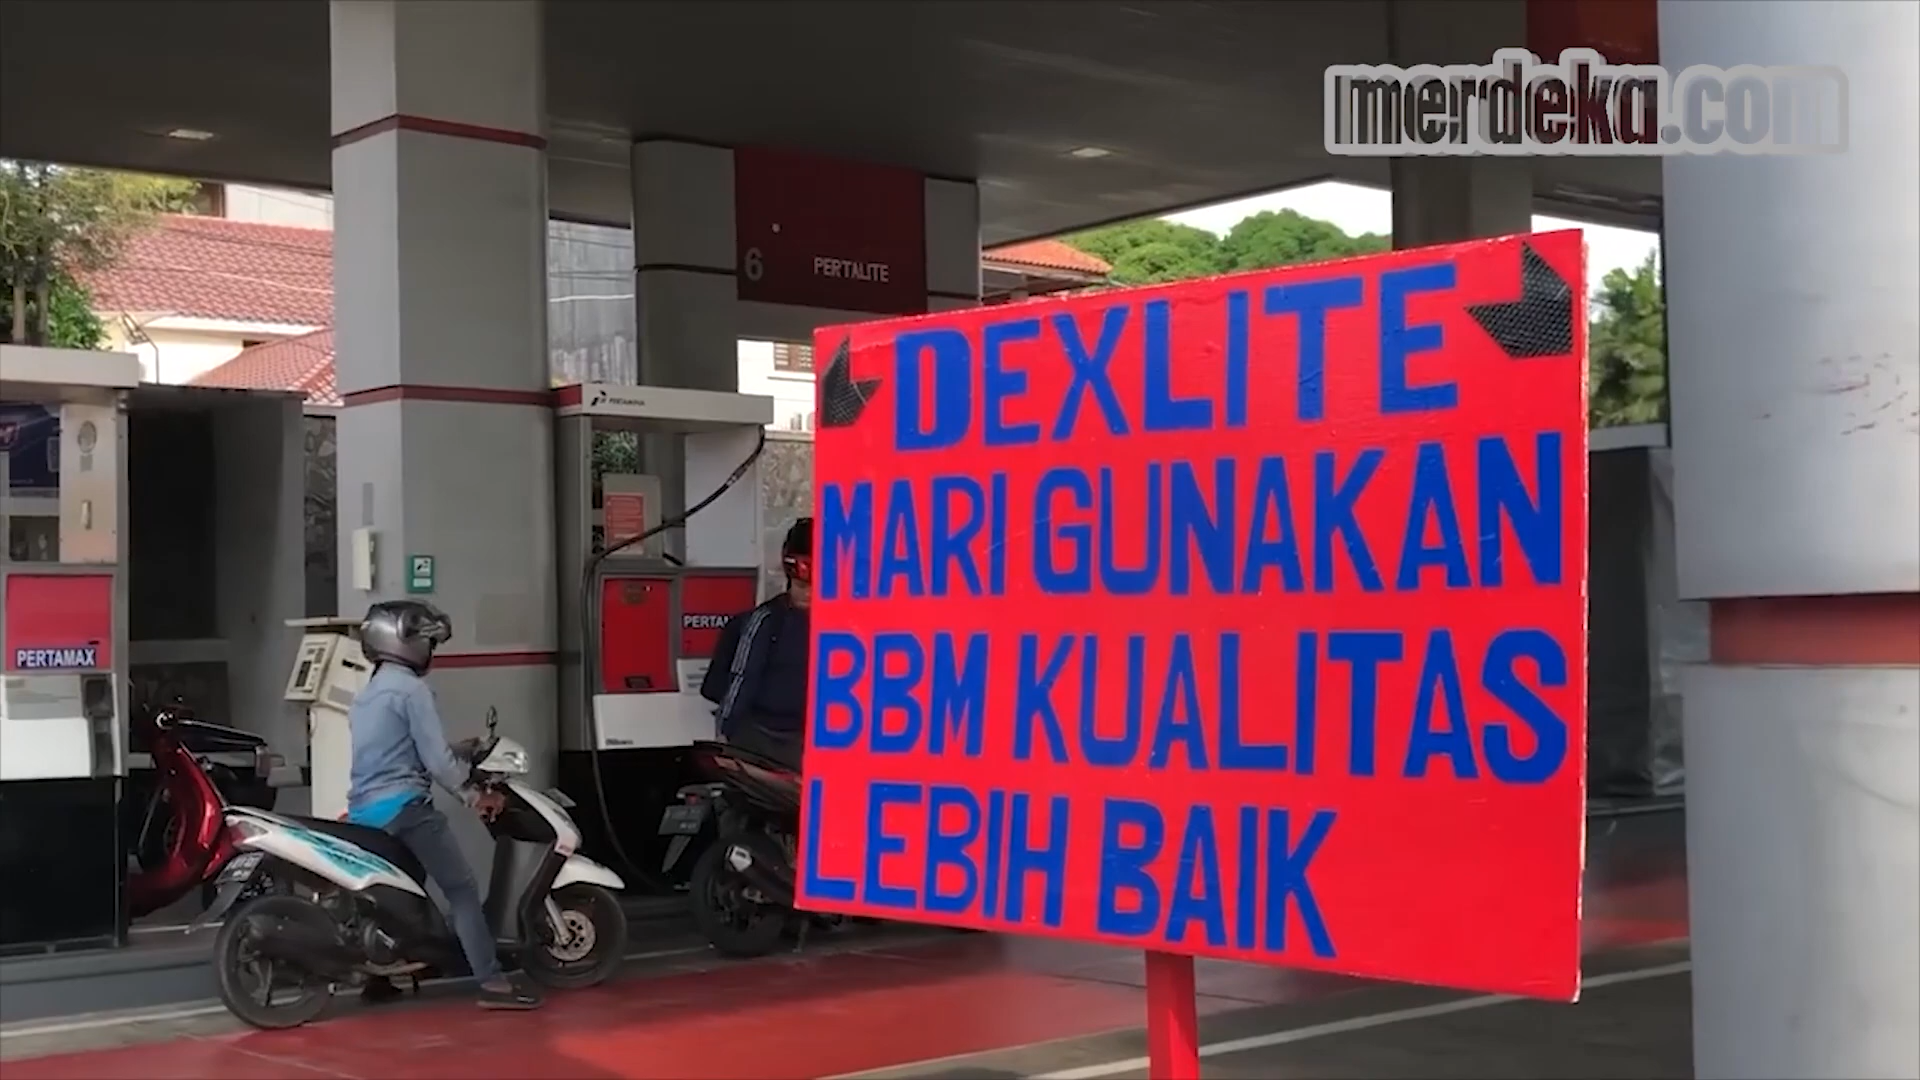 merdeka.com
6 PERTALITE
PERTAMINA
DEXLITE
MARI GUNAKAN
BBM KUALITAS
LEBIH BAIK
PERTAMAX